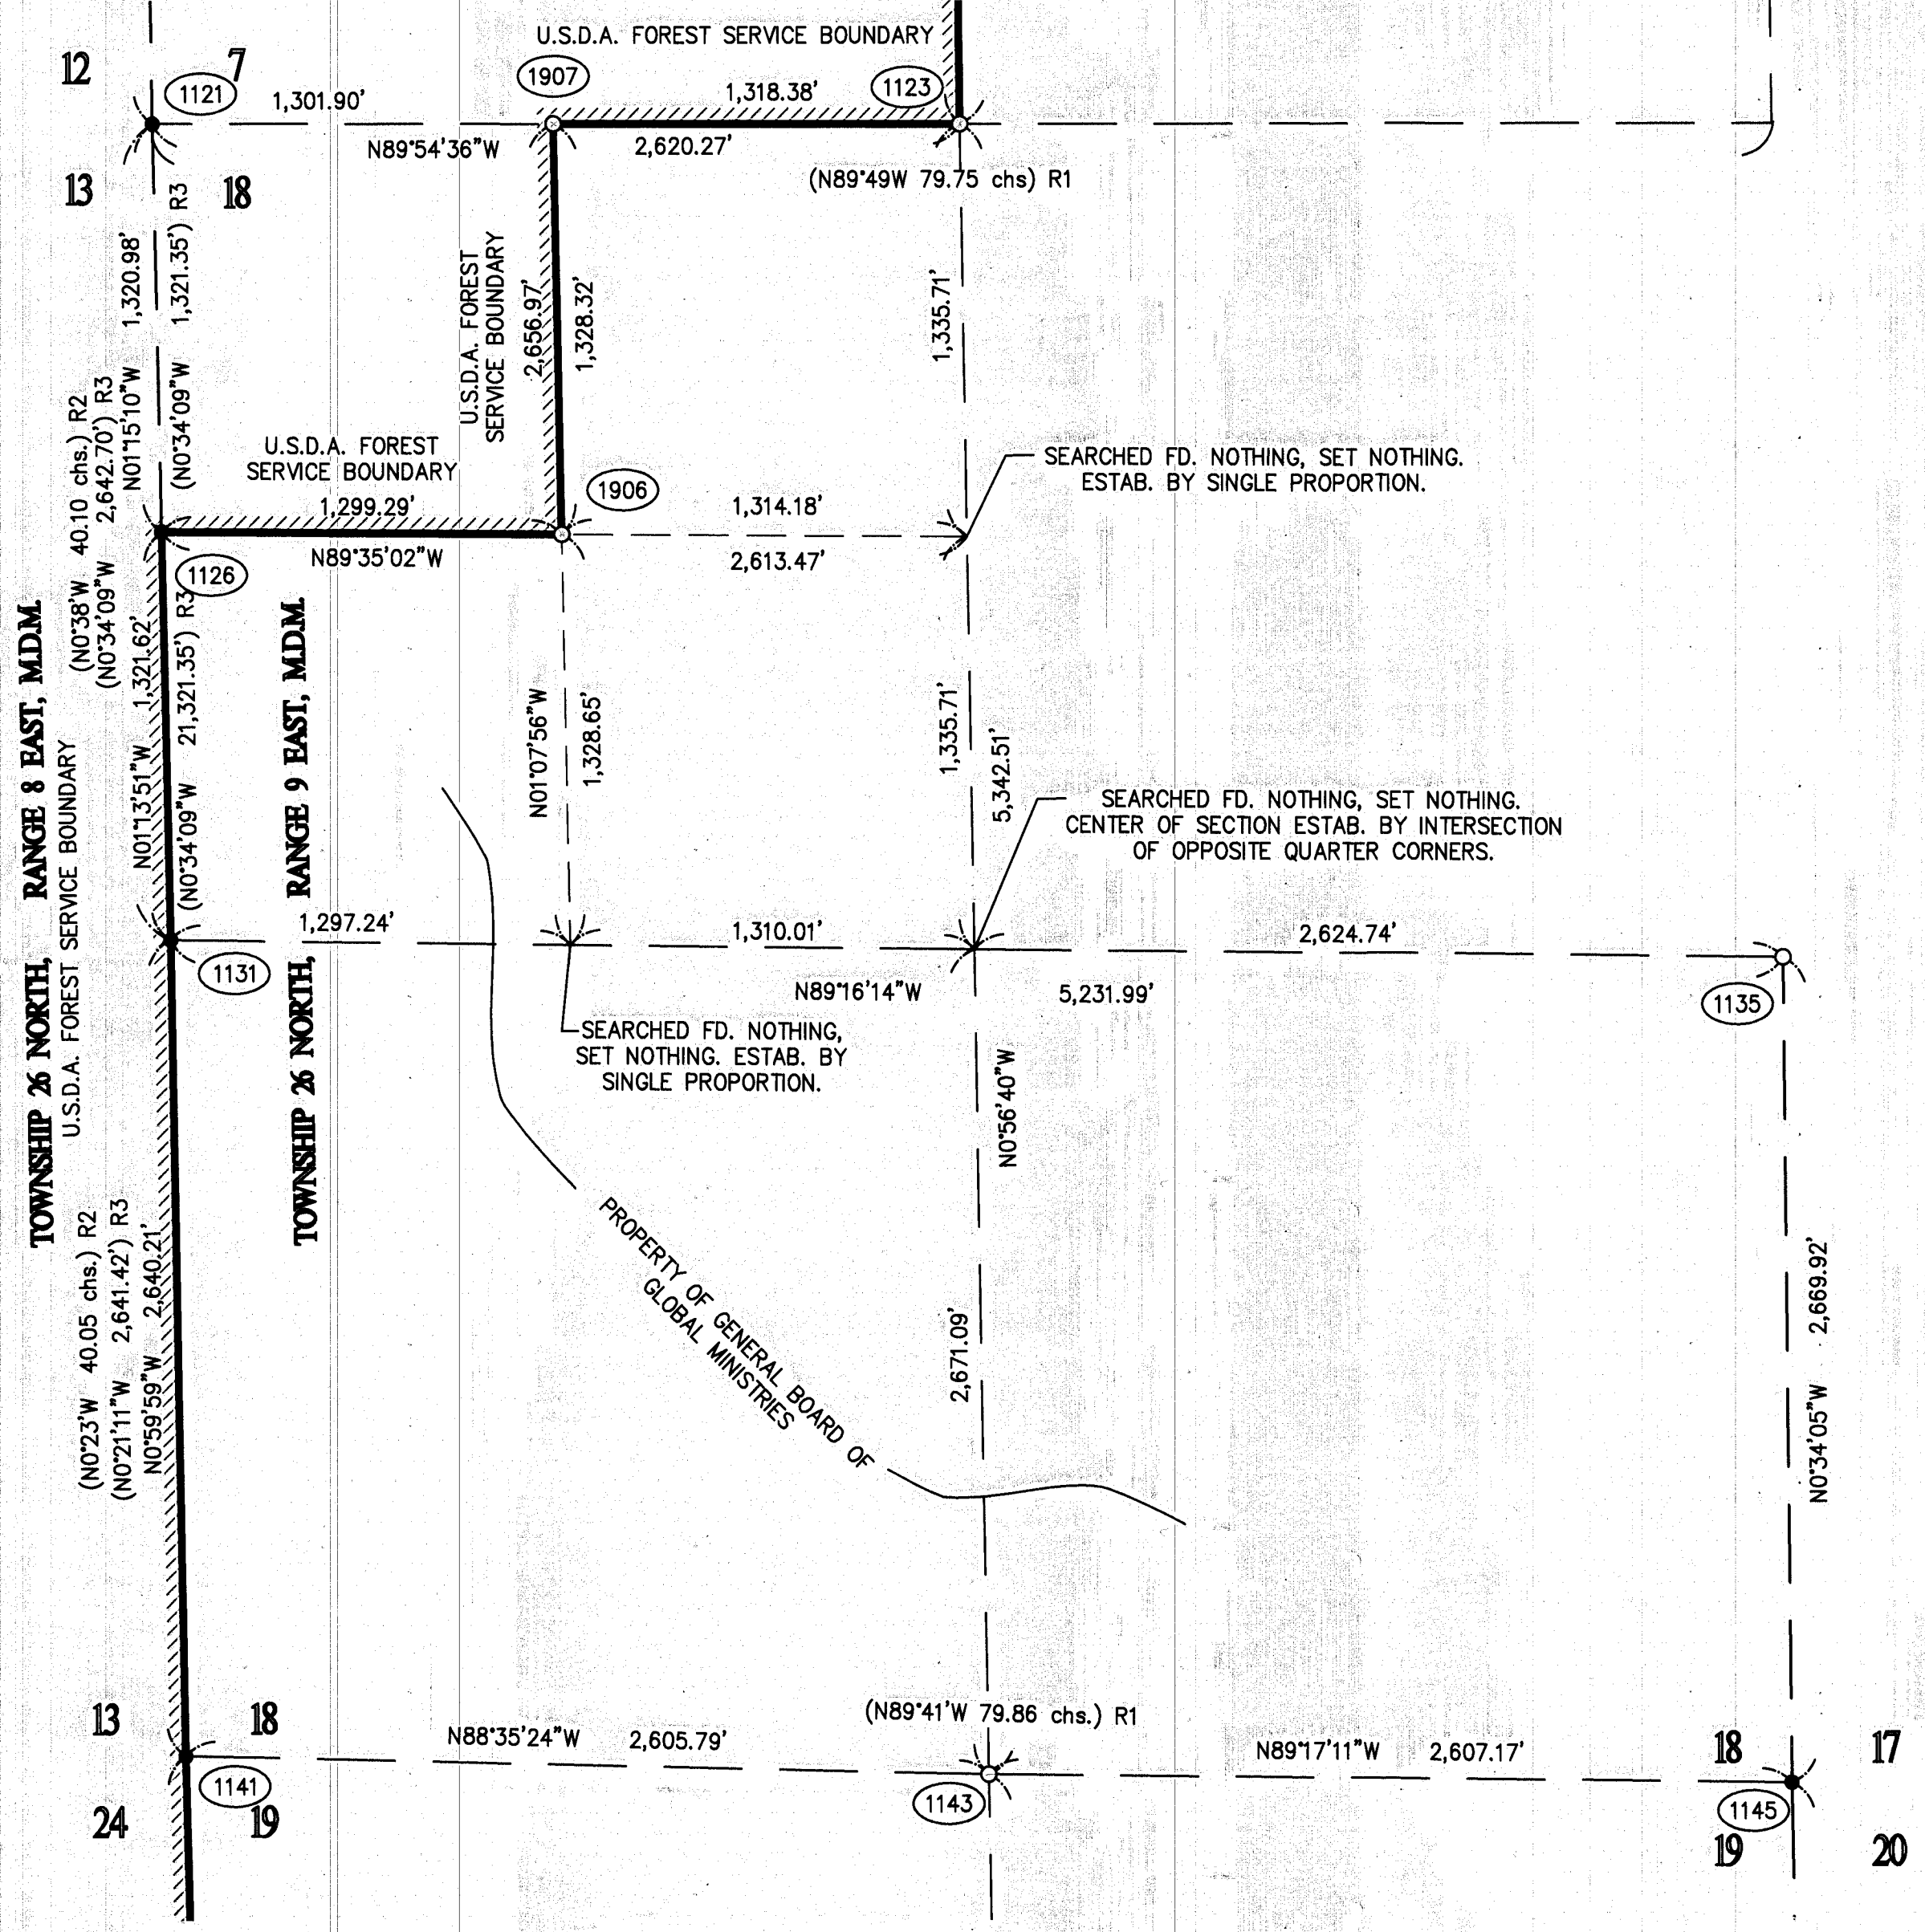 U.S.D.A. FOREST SERVICE BOUNDARY
12
7
1121
1,301.90'
1907
1,318.38'
1123
N89°54'36"W
2,620.27'
(N89°49W 79.75 chs) R1
13
18
N01°15'10"W 1,320.98'
(N0°34'09"W 1,321.35') R3
(N0°38'W 40.10 chs.) R2
(N0°34'09"W 2,642.70') R3
U.S.D.A. FOREST
SERVICE BOUNDARY
2,656.97'
1,328.32'
1,335.71'
U.S.D.A. FOREST
SERVICE BOUNDARY
1,299.29'
N89°35'02"W
1126
1906
1,314.18'
2,613.47'
SEARCHED FD. NOTHING, SET NOTHING.
ESTAB. BY SINGLE PROPORTION.
TOWNSHIP 26 NORTH, RANGE 8 EAST, M.D.M.
U.S.D.A. FOREST SERVICE BOUNDARY
N01°13'51"W 1,321.62'
(N0°34'09"W 21,321.35') R3
TOWNSHIP 26 NORTH, RANGE 9 EAST, M.D.M.
N01°07'56"W
1,328.65'
1,335.71'
5,342.51'
SEARCHED FD. NOTHING, SET NOTHING.
CENTER OF SECTION ESTAB. BY INTERSECTION
OF OPPOSITE QUARTER CORNERS.
1,297.24'
1131
1,310.01'
2,624.74'
N89°16'14"W
5,231.99'
1135
SEARCHED FD. NOTHING,
SET NOTHING. ESTAB. BY
SINGLE PROPORTION.
N0°56'40"W
2,671.09'
(N0°23'W 40.05 chs.) R2
(N0°21'11"W 2,641.42') R3
N0°59'59"W 2,640.21'
PROPERTY OF GENERAL BOARD OF
GLOBAL MINISTRIES
N0°34'05"W 2,669.92'
13
18
N88°35'24"W 2,605.79'
(N89°41'W 79.86 chs.) R1
N89°17'11"W 2,607.17'
18
17
1141
1143
1145
24
19
19
20